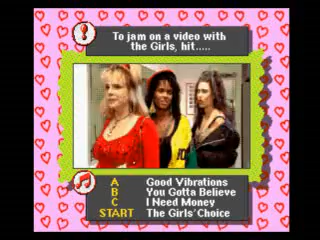 To jam on a video with
the Girls, hit.....
A Good Vibrations
B You Gotta Believe
C I Need Money
START The Girls' Choice